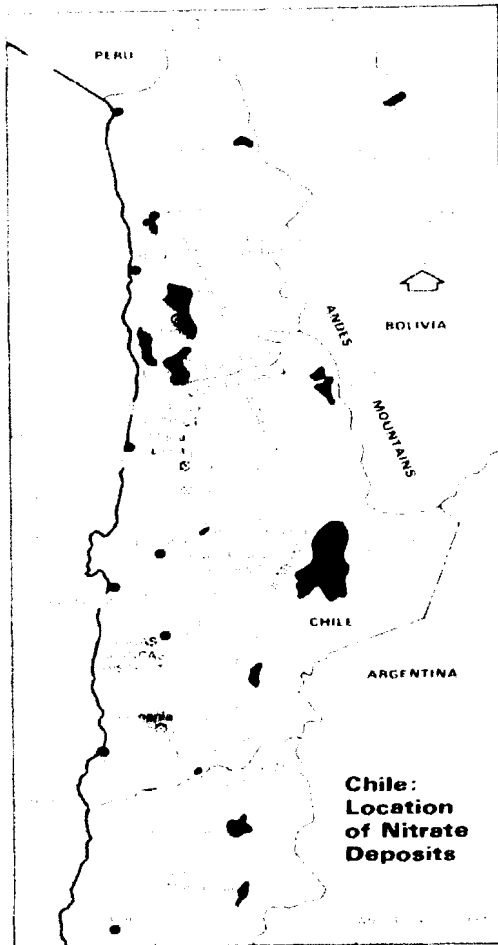 PERU
ANDES
BOLIVIA
MOUNTAINS
CHILE
ARGENTINA
Chile:
Location
of Nitrate
Deposits